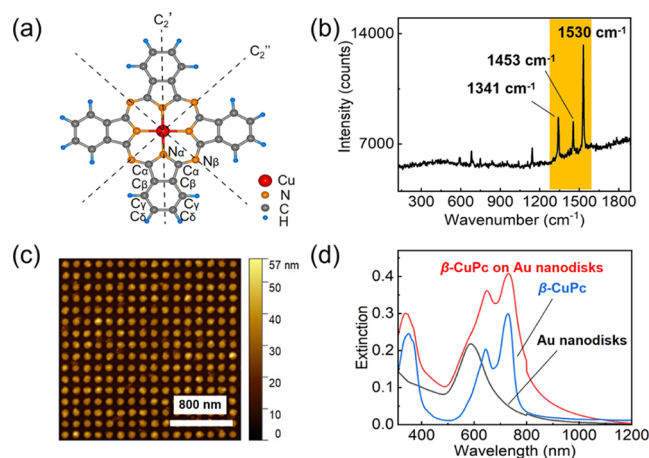 (a)
C₂′
C₂″
Nα
Nβ
Cα
Cα
Cβ
Cβ
Cγ
Cγ
Cδ
Cδ
Cu
N
C
H
(b)
Intensity (counts)
14000
7000
1530 cm⁻¹
1453 cm⁻¹
1341 cm⁻¹
300 600 900 1200 1500 1800
Wavenumber (cm⁻¹)
(c)
800 nm
57 nm
50
40
30
20
10
0
(d)
Extinction
0.4
0.3
0.2
0.1
0.0
β-CuPc on Au nanodisks
β-CuPc
Au nanodisks
400 600 800 1000 1200
Wavelength (nm)